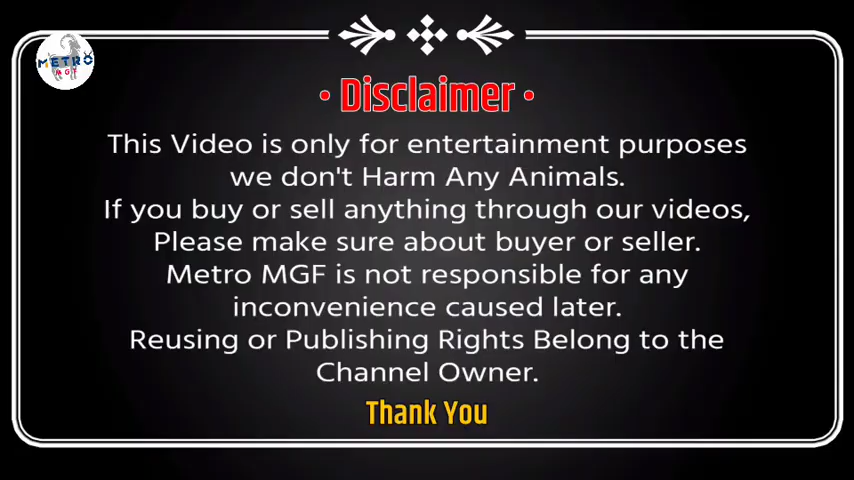 METRO
MGF
• Disclaimer •
This Video is only for entertainment purposes
we don't Harm Any Animals.
If you buy or sell anything through our videos,
Please make sure about buyer or seller.
Metro MGF is not responsible for any
inconvenience caused later.
Reusing or Publishing Rights Belong to the
Channel Owner.
Thank You